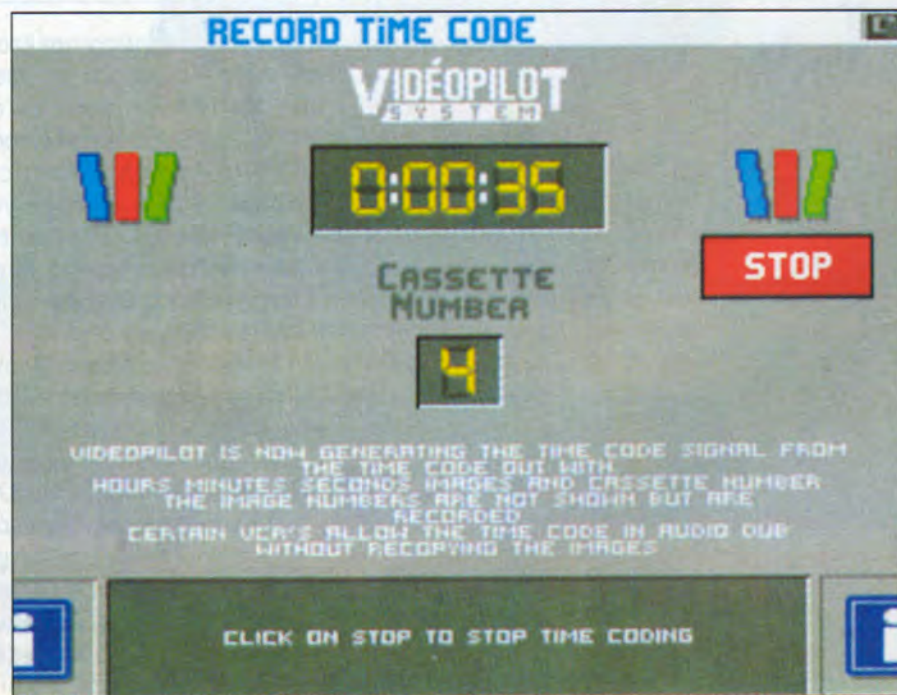 RECORD TiME CODE
VIDÉOPILOT
SYSTEM
0:00:35
STOP
CASSETTE
NUMBER
4
VIDEOPILOT IS NOW GENERATING THE TIME CODE SIGNAL FROM
THE TIME CODE OUT WITH
HOURS MINUTES SECONDS IMAGES AND CASSETTE NUMBER
THE IMAGE NUMBERS ARE NOT SHOWN BUT ARE
RECORDED
CERTAIN VCR'S ALLOW THE TIME CODE IN AUDIO DUB
WITHOUT RECOPYING THE IMAGES
i
CLICK ON STOP TO STOP TIME CODING
i